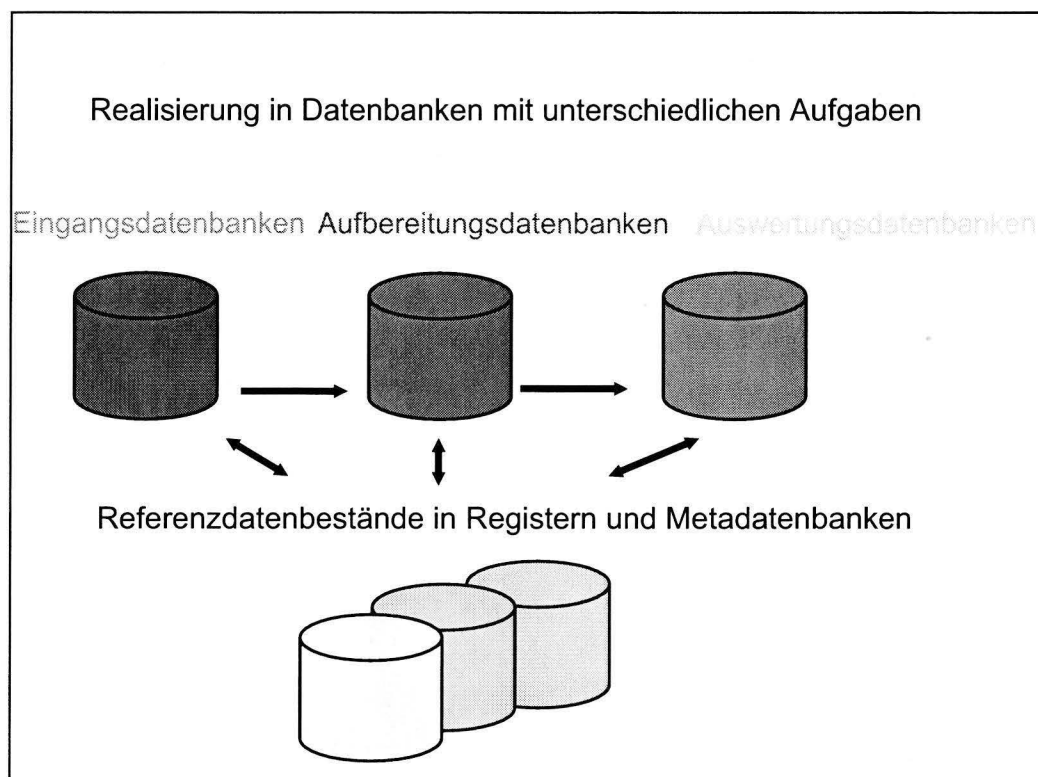 Realisierung in Datenbanken mit unterschiedlichen Aufgaben
Eingangsdatenbanken Aufbereitungsdatenbanken Auswertungsdatenbanken
Referenzdatenbestände in Registern und Metadatenbanken